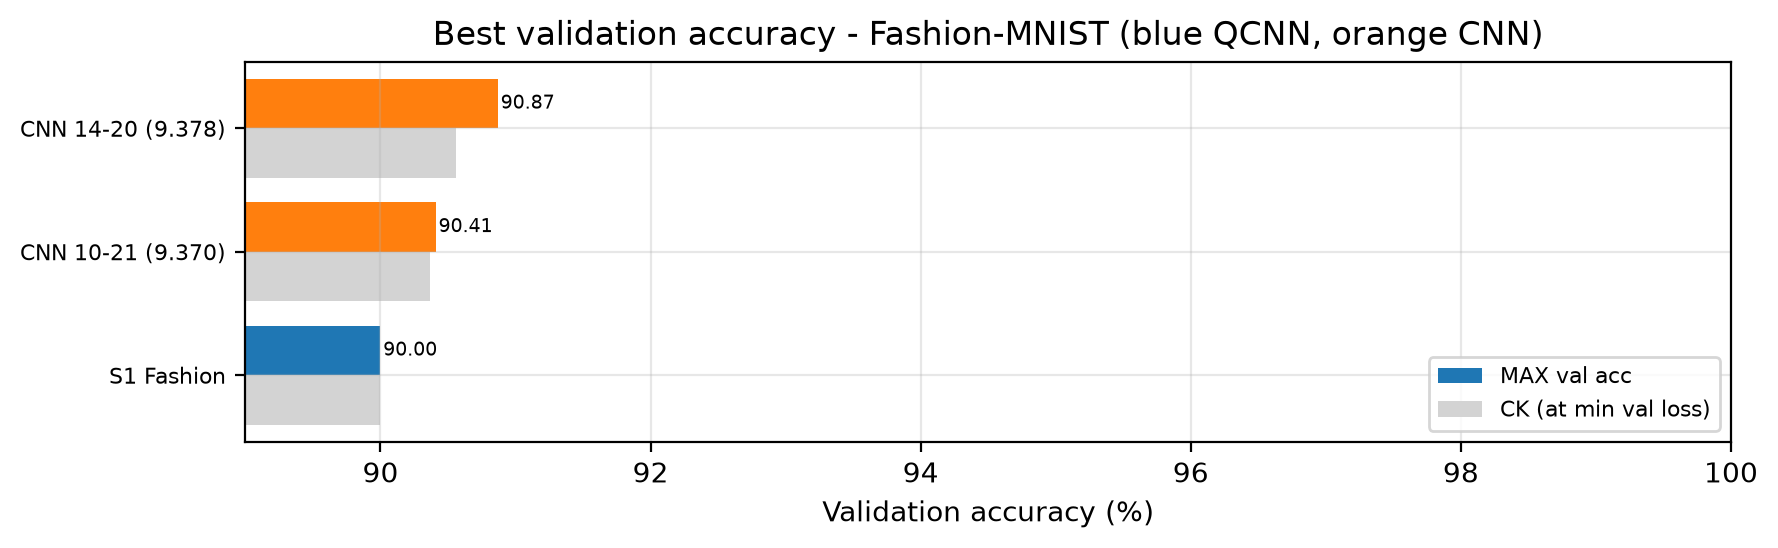 Best validation accuracy - Fashion-MNIST (blue QCNN, orange CNN)
CNN 14-20 (9.378)
90.87
CNN 10-21 (9.370)
90.41
S1 Fashion
90.00
MAX val acc
CK (at min val loss)
90 92 94 96 98 100
Validation accuracy (%)